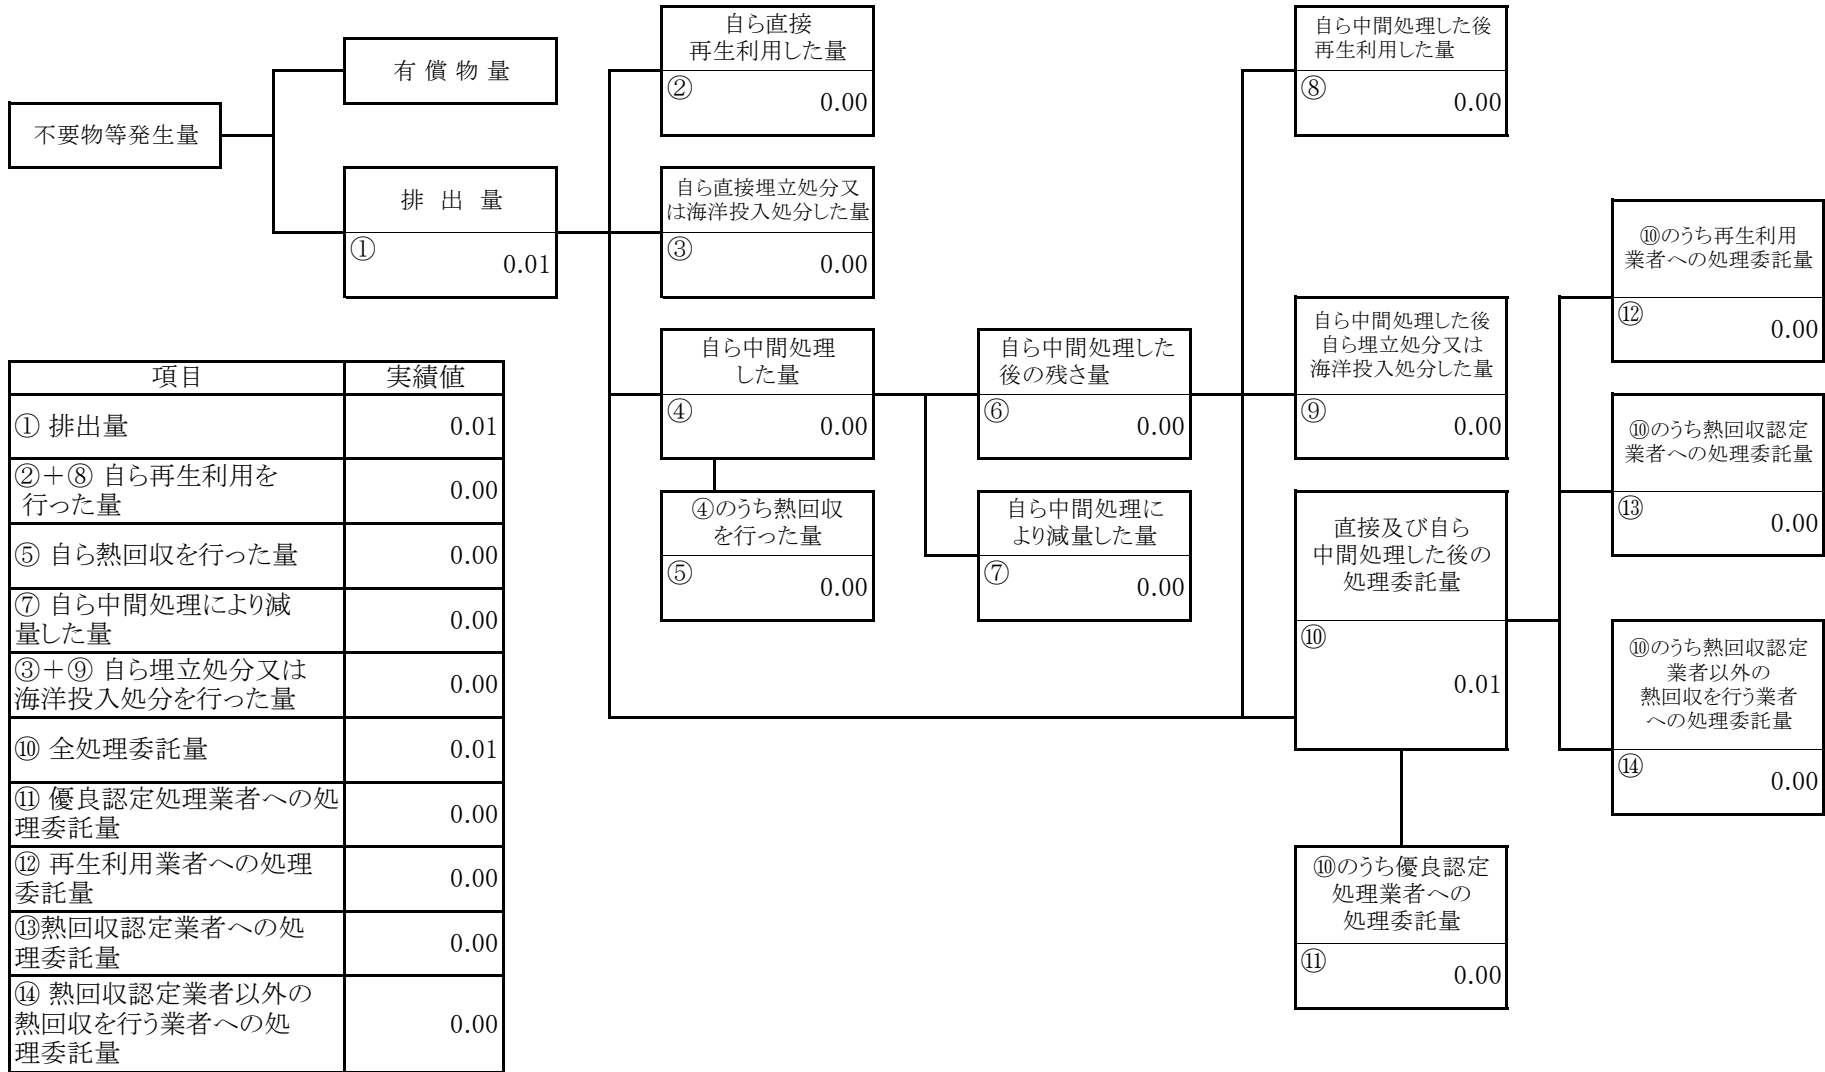 不要物等発生量
有 償 物 量
排 出 量
①
0.01
自ら直接
再生利用した量
②
0.00
自ら直接埋立処分又
は海洋投入処分した量
③
0.00
自ら中間処理
した量
④
0.00
④のうち熱回収
を行った量
⑤
0.00
自ら中間処理した
後の残さ量
⑥
0.00
自ら中間処理に
より減量した量
⑦
0.00
自ら中間処理した後
再生利用した量
⑧
0.00
自ら中間処理した後
自ら埋立処分又は
海洋投入処分した量
⑨
0.00
直接及び自ら
中間処理した後の
処理委託量
⑩
0.01
⑩のうち優良認定
処理業者への
処理委託量
⑪
0.00
⑩のうち再生利用
業者への処理委託量
⑫
0.00
⑩のうち熱回収認定
業者への処理委託量
⑬
0.00
⑩のうち熱回収認定
業者以外の
熱回収を行う業者
への処理委託量
⑭
0.00
項目 実績値
① 排出量 0.01
②+⑧ 自ら再生利用を
行った量 0.00
⑤ 自ら熱回収を行った量 0.00
⑦ 自ら中間処理により減
量した量 0.00
③+⑨ 自ら埋立処分又は
海洋投入処分を行った量 0.00
⑩ 全処理委託量 0.01
⑪ 優良認定処理業者への処
理委託量 0.00
⑫ 再生利用業者への処理
委託量 0.00
⑬熱回収認定業者への処
理委託量 0.00
⑭ 熱回収認定業者以外の
熱回収を行う業者への処
理委託量 0.00